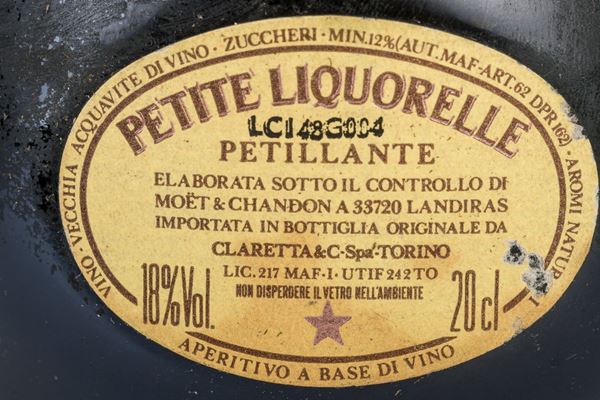 VINO · VECCHIA ACQUAVITE DI VINO · ZUCCHERI · MIN.12% (AUT. MAF-ART.62 DPR 162) · AROMI NATUR
PETITE LIQUORELLE
LC148G004
PETILLANTE
ELABORATA SOTTO IL CONTROLLO DI
MOËT & CHANDON A 33720 LANDIRAS
IMPORTATA IN BOTTIGLIA ORIGINALE DA
CLARETTA & C·Spa·TORINO
LIC. 217 MAF·I·UTIF 242 TO
NON DISPERDERE IL VETRO NELL'AMBIENTE
18% Vol.
20 cl
APERITIVO A BASE DI VINO